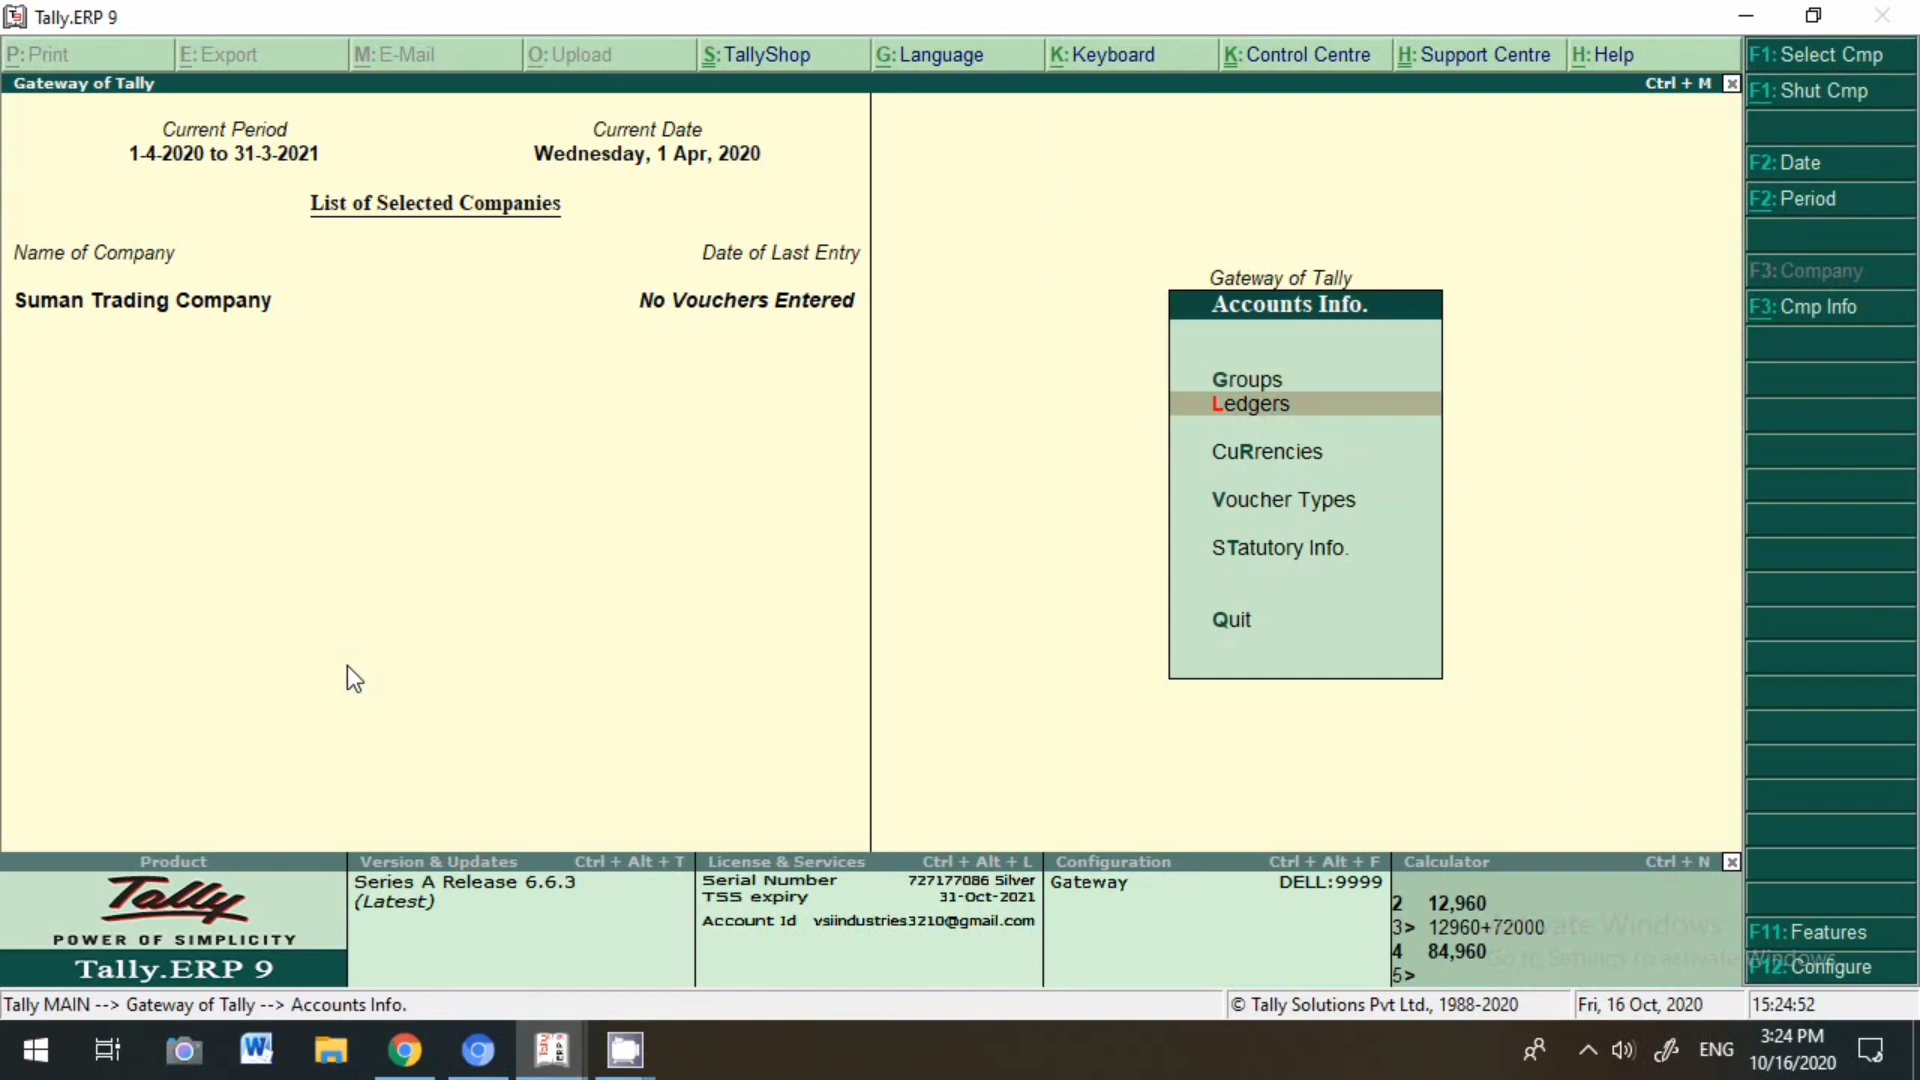 Tally.ERP 9
P: Print
E: Export
M: E-Mail
O: Upload
S: TallyShop
G: Language
K: Keyboard
K: Control Centre
H: Support Centre
H: Help
Gateway of Tally
Ctrl + M
Current Period
1-4-2020 to 31-3-2021
Current Date
Wednesday, 1 Apr, 2020
List of Selected Companies
Name of Company
Date of Last Entry
Suman Trading Company
No Vouchers Entered
Gateway of Tally
Accounts Info.
Groups
Ledgers
CuRrencies
Voucher Types
STatutory Info.
Quit
F1: Select Cmp
F1: Shut Cmp
F2: Date
F2: Period
F3: Company
F3: Cmp Info
F11: Features
F12: Configure
Product
Tally
POWER OF SIMPLICITY
Tally.ERP 9
Version & Updates
Ctrl + Alt + T
Series A Release 6.6.3
(Latest)
License & Services
Ctrl + Alt + L
Serial Number
727177086 Silver
TSS expiry
31-Oct-2021
Account Id
vsiindustries3210@gmail.com
Configuration
Ctrl + Alt + F
Gateway
DELL:9999
Calculator
Ctrl + N
2 12,960
3> 12960+72000
4 84,960
5>
Activate Windows
Go to Settings to activate Windows.
Tally MAIN --> Gateway of Tally --> Accounts Info.
© Tally Solutions Pvt Ltd., 1988-2020
Fri, 16 Oct, 2020
15:24:52
ENG
3:24 PM
10/16/2020